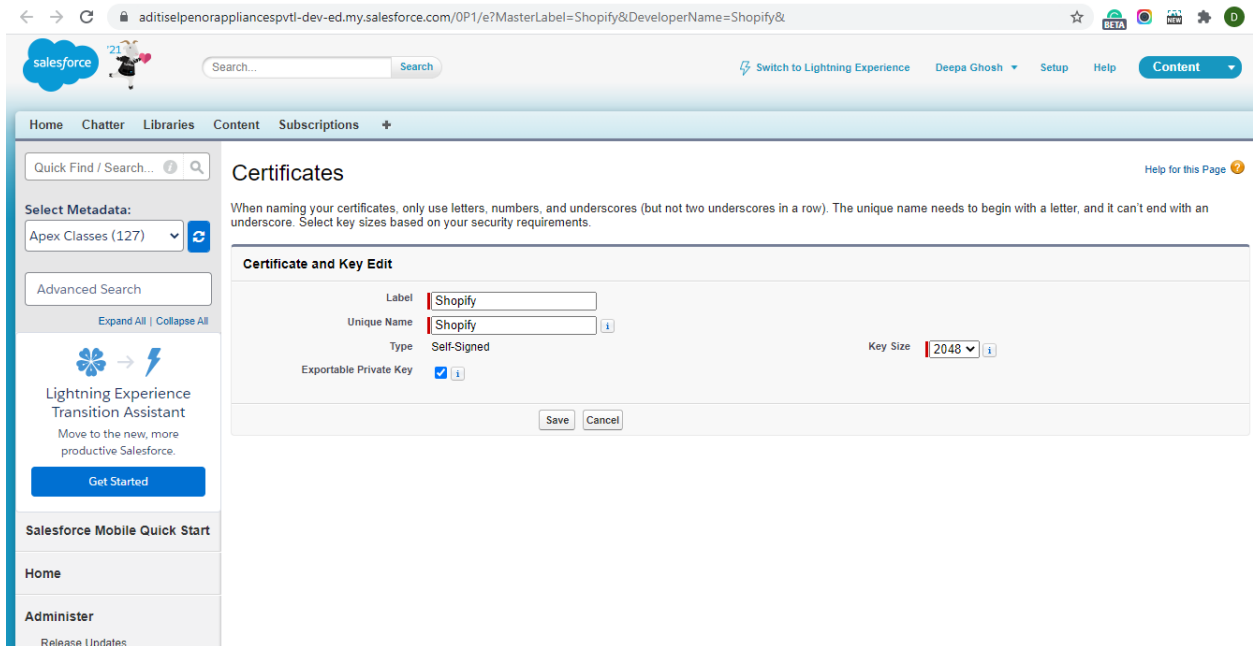 aditiselpenorappliancespvtl-dev-ed.my.salesforce.com/0P1/e?MasterLabel=Shopify&DeveloperName=Shopify&
BETA
NEW
D
salesforce
'21
Search...
Search
Switch to Lightning Experience
Deepa Ghosh
Setup
Help
Content
Home
Chatter
Libraries
Content
Subscriptions
+
Quick Find / Search...
Select Metadata:
Apex Classes (127)
Advanced Search
Expand All | Collapse All
Lightning Experience
Transition Assistant
Move to the new, more
productive Salesforce.
Get Started
Salesforce Mobile Quick Start
Home
Administer
Release Updates
Certificates
Help for this Page
When naming your certificates, only use letters, numbers, and underscores (but not two underscores in a row). The unique name needs to begin with a letter, and it can't end with an
underscore. Select key sizes based on your security requirements.
Certificate and Key Edit
Label
Shopify
Unique Name
Shopify
Type
Self-Signed
Key Size
2048
Exportable Private Key
Save
Cancel